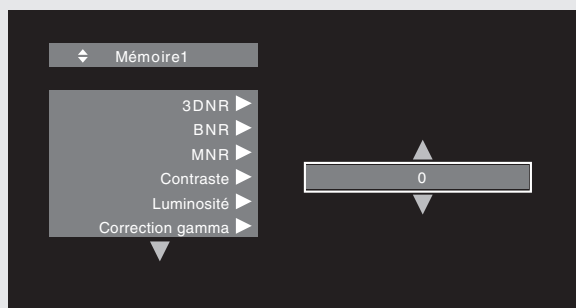 Mémoire1
3DNR
BNR
MNR
Contraste
0
Luminosité
Correction gamma